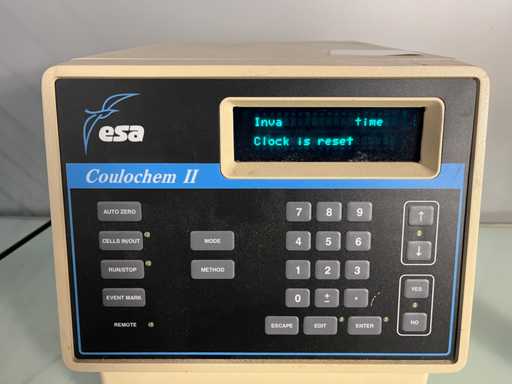 esa
Inva time
Clock is reset
Coulochem II
AUTO ZERO
7 8 9 ↑
CELLS IN/OUT MODE 4 5 6 ↓
RUN/STOP METHOD 1 2 3
EVENT MARK 0 ± . YES
REMOTE ESCAPE EDIT ENTER NO